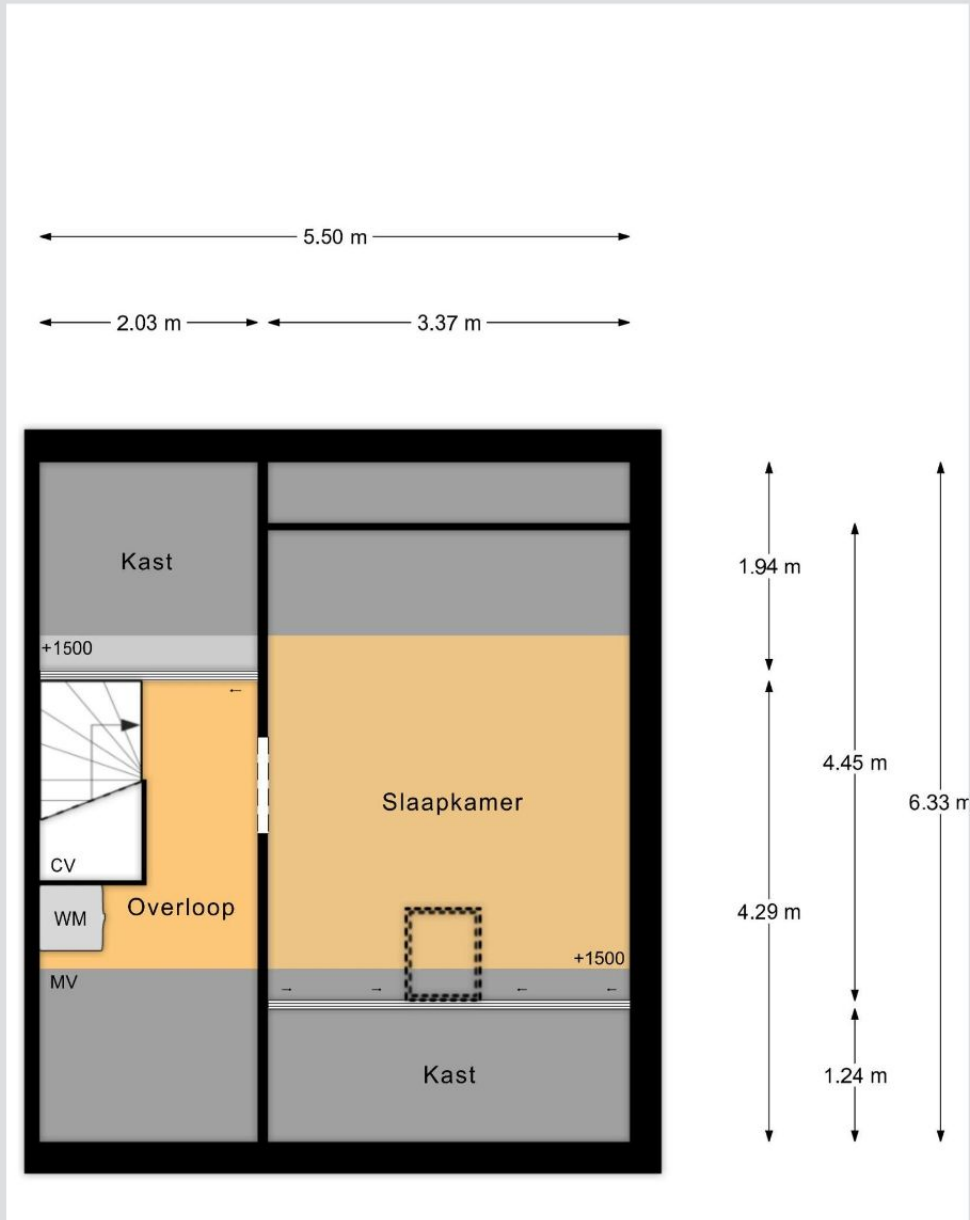 5.50 m
2.03 m
3.37 m
Kast
1.94 m
+1500
4.45 m
Slaapkamer
6.33 m
CV
WM
Overloop
4.29 m
+1500
MV
Kast
1.24 m